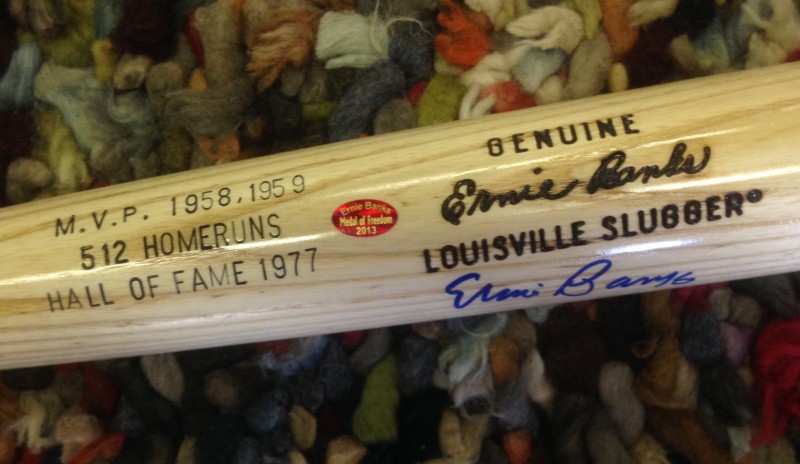 M.V.P. 1958,1959
512 HOMERUNS
HALL OF FAME 1977
Ernie Banks
Medal of Freedom
2013
GENUINE
Ernie Banks
LOUISVILLE SLUGGER®
Ernie Banks